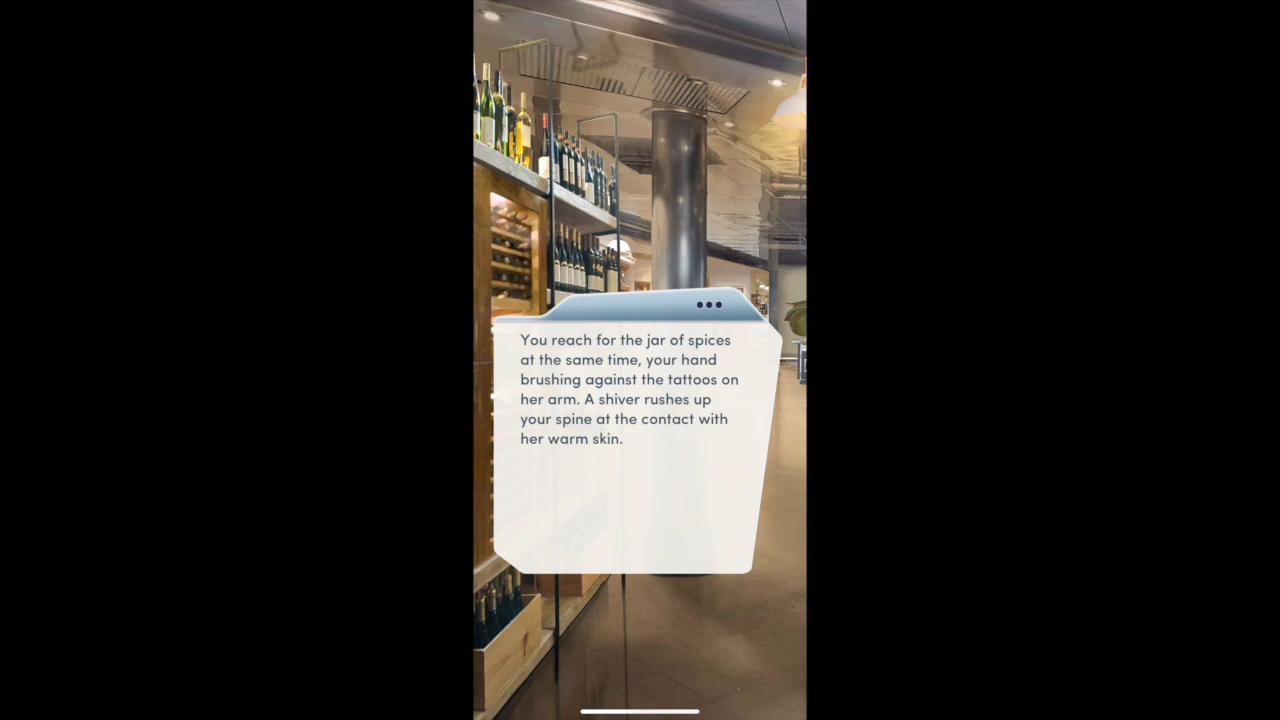 You reach for the jar of spices
at the same time, your hand
brushing against the tattoos on
her arm. A shiver rushes up
your spine at the contact with
her warm skin.